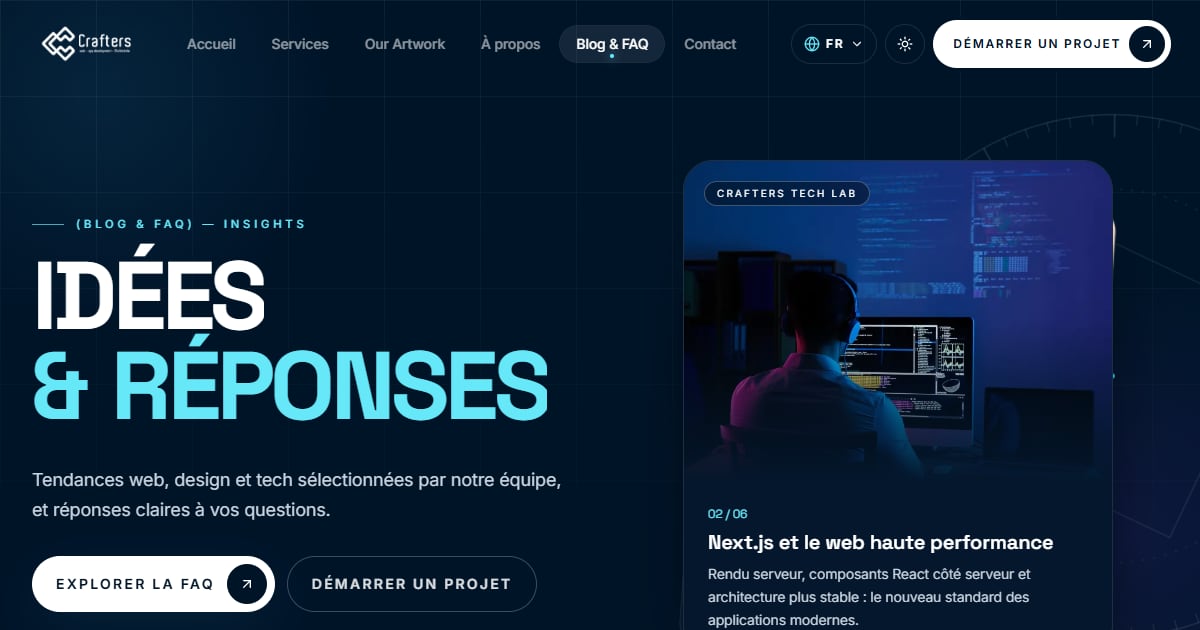 Crafters
Accueil
Services
Our Artwork
À propos
Blog & FAQ
Contact
FR
DÉMARRER UN PROJET
CRAFTERS TECH LAB
(BLOG & FAQ) — INSIGHTS
IDÉES
& RÉPONSES
Tendances web, design et tech sélectionnées par notre équipe,
et réponses claires à vos questions.
EXPLORER LA FAQ
DÉMARRER UN PROJET
02 / 06
Next.js et le web haute performance
Rendu serveur, composants React côté serveur et
architecture plus stable : le nouveau standard des
applications modernes.